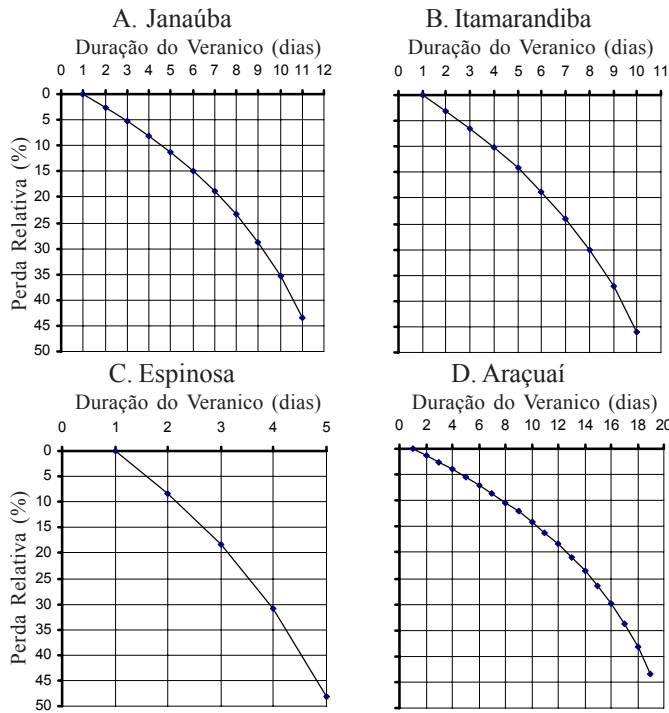 A. Janaúba
Duração do Veranico (dias)
0 1 2 3 4 5 6 7 8 9 10 11 12
Perda Relativa (%)
0
5
10
15
20
25
30
35
40
45
50
B. Itamarandiba
Duração do Veranico (dias)
0 1 2 3 4 5 6 7 8 9 10 11
C. Espinosa
Duração do Veranico (dias)
0 1 2 3 4 5
Perda Relativa (%)
0
5
10
15
20
25
30
35
40
45
50
D. Araçuaí
Duração do Veranico (dias)
0 2 4 6 8 10 12 14 16 18 20